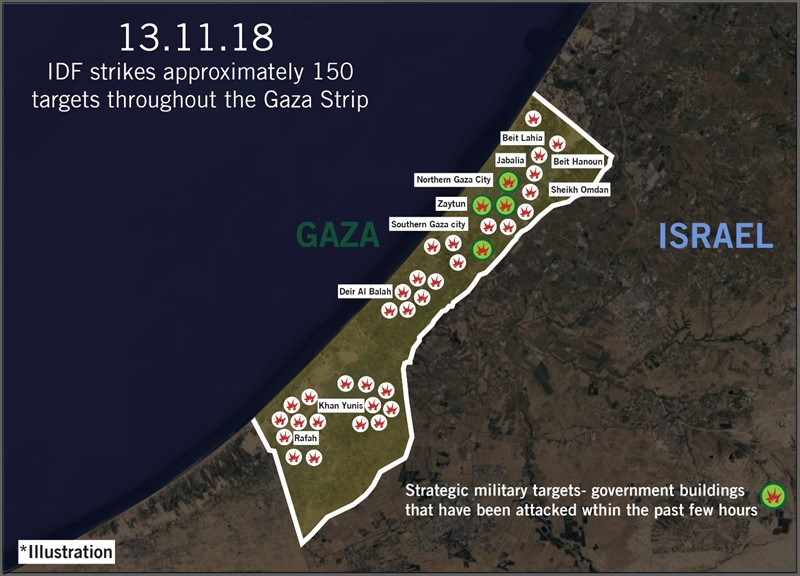 13.11.18
IDF strikes approximately 150
targets throughout the Gaza Strip
Beit Lahia
Jabalia
Beit Hanoun
Northern Gaza City
Sheikh Omdan
Zaytun
Southern Gaza city
GAZA
ISRAEL
Deir Al Balah
Khan Yunis
Rafah
Strategic military targets- government buildings
that have been attacked wthin the past few hours
*Illustration